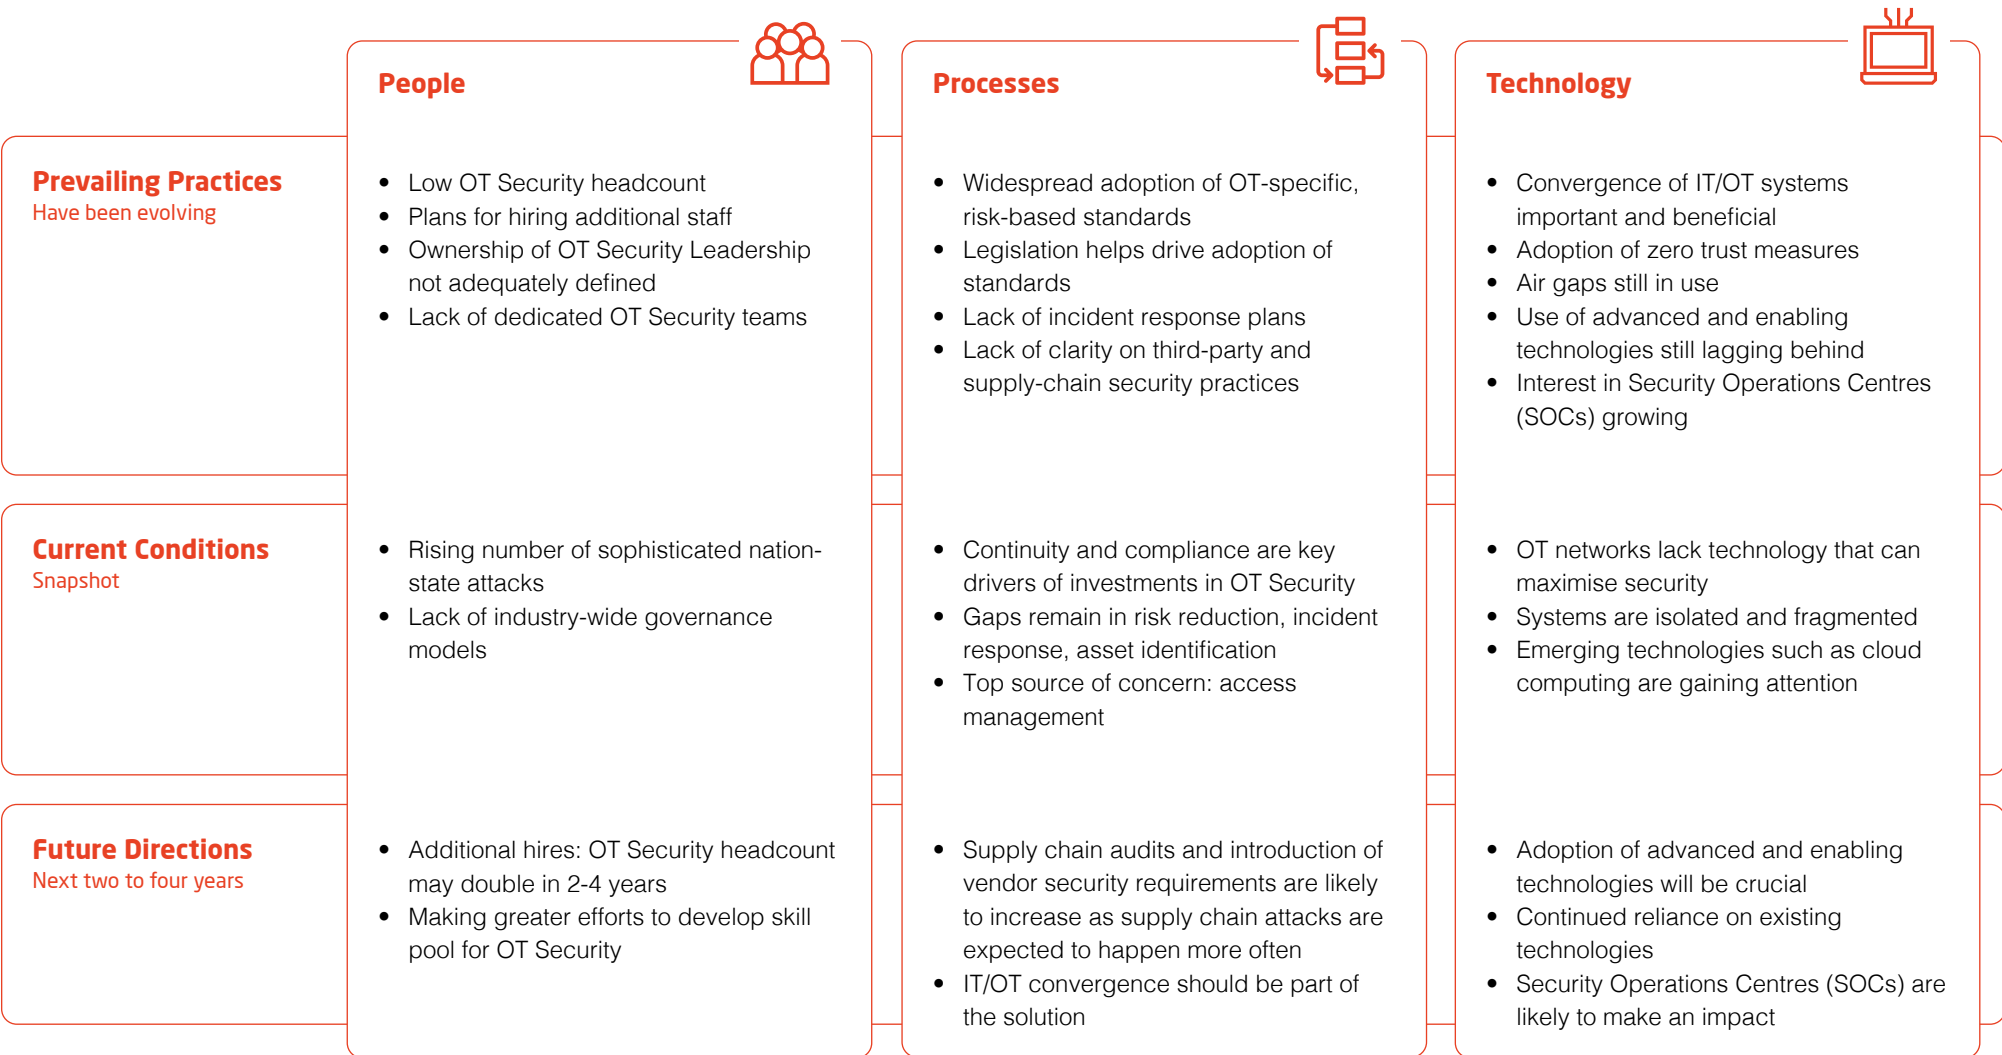 People
Processes
Technology
Prevailing Practices
Have been evolving
• Low OT Security headcount
• Plans for hiring additional staff
• Ownership of OT Security Leadership
not adequately defined
• Lack of dedicated OT Security teams
• Widespread adoption of OT-specific,
risk-based standards
• Legislation helps drive adoption of
standards
• Lack of incident response plans
• Lack of clarity on third-party and
supply-chain security practices
• Convergence of IT/OT systems
important and beneficial
• Adoption of zero trust measures
• Air gaps still in use
• Use of advanced and enabling
technologies still lagging behind
• Interest in Security Operations Centres
(SOCs) growing
Current Conditions
Snapshot
• Rising number of sophisticated nation-
state attacks
• Lack of industry-wide governance
models
• Continuity and compliance are key
drivers of investments in OT Security
• Gaps remain in risk reduction, incident
response, asset identification
• Top source of concern: access
management
• OT networks lack technology that can
maximise security
• Systems are isolated and fragmented
• Emerging technologies such as cloud
computing are gaining attention
Future Directions
Next two to four years
• Additional hires: OT Security headcount
may double in 2-4 years
• Making greater efforts to develop skill
pool for OT Security
• Supply chain audits and introduction of
vendor security requirements are likely
to increase as supply chain attacks are
expected to happen more often
• IT/OT convergence should be part of
the solution
• Adoption of advanced and enabling
technologies will be crucial
• Continued reliance on existing
technologies
• Security Operations Centres (SOCs) are
likely to make an impact